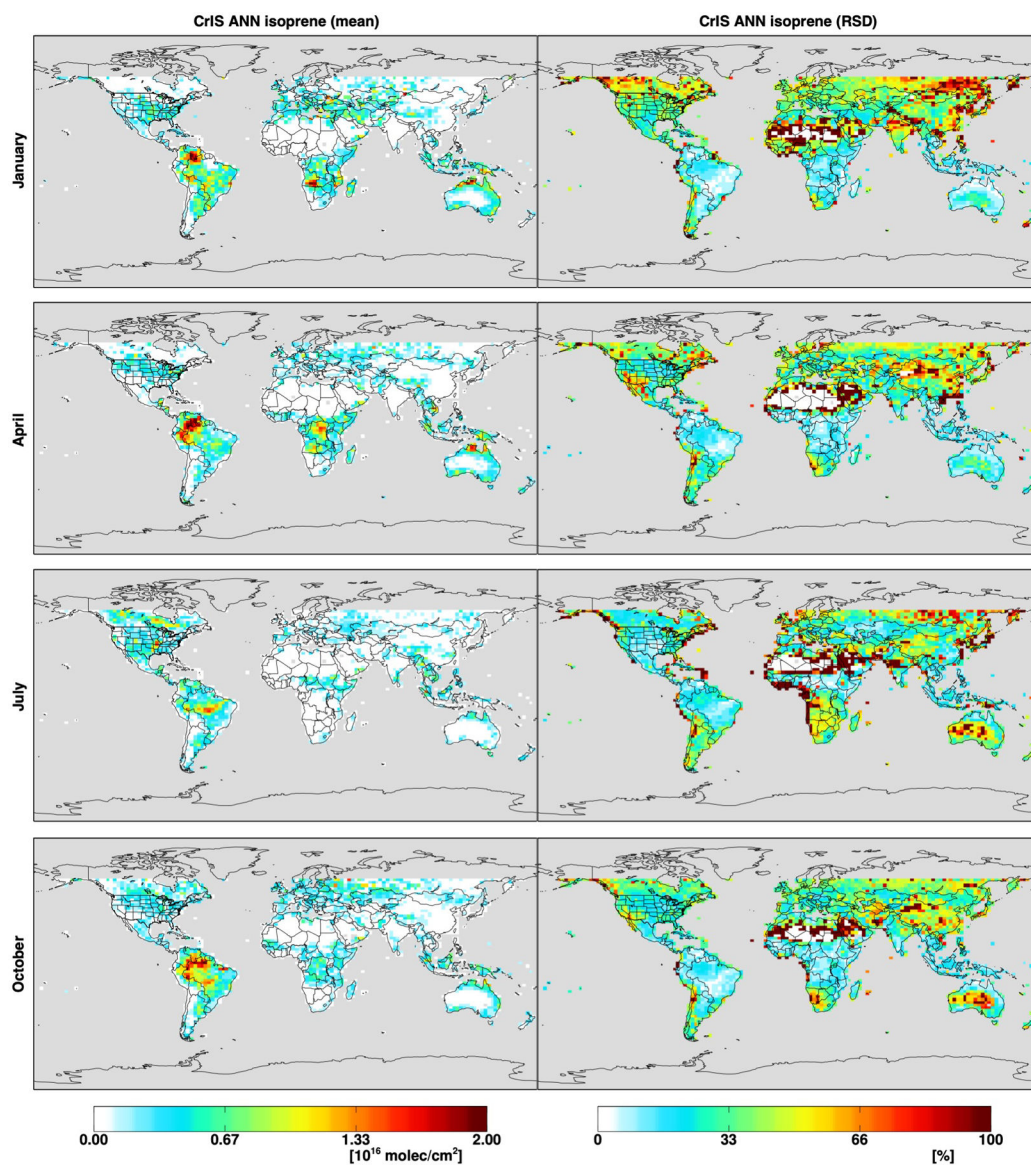 CrIS ANN isoprene (mean)
CrIS ANN isoprene (RSD)
January
April
July
October
0.00 0.67 1.33 2.00
[10¹⁶ molec/cm²]
0 33 66 100
[%]